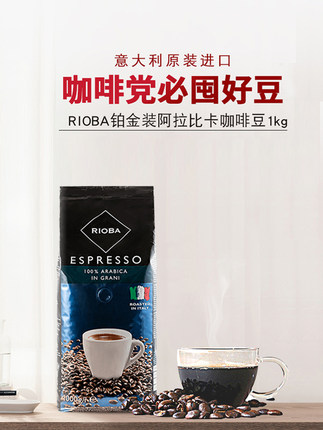 意大利原装进口
咖啡党必囤好豆
RIOBA铂金装阿拉比卡咖啡豆1kg
RIOBA
ESPRESSO
100% ARABICA
IN GRANI
ROASTED
IN ITALY